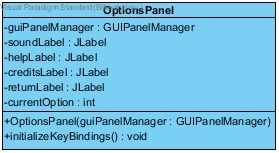 Visual Paradigm Standard(B
OptionsPanel
-guiPanelManager : GUIPanelManager
-soundLabel : JLabel
-helpLabel : JLabel
-creditsLabel : JLabel
-returnLabel : JLabel
-currentOption : int
+OptionsPanel(guiPanelManager : GUIPanelManager)
+initializeKeyBindings() : void